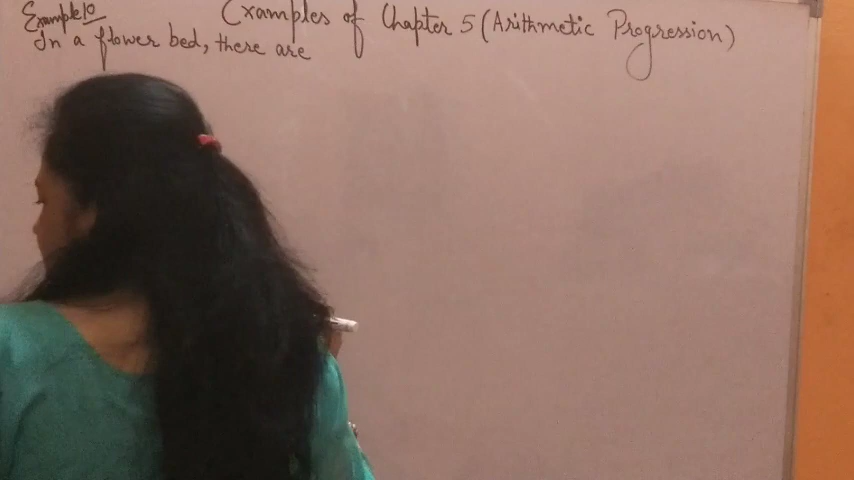 Examples of Chapter 5 (Arithmetic Progression)
Example 10
In a flower bed, there are